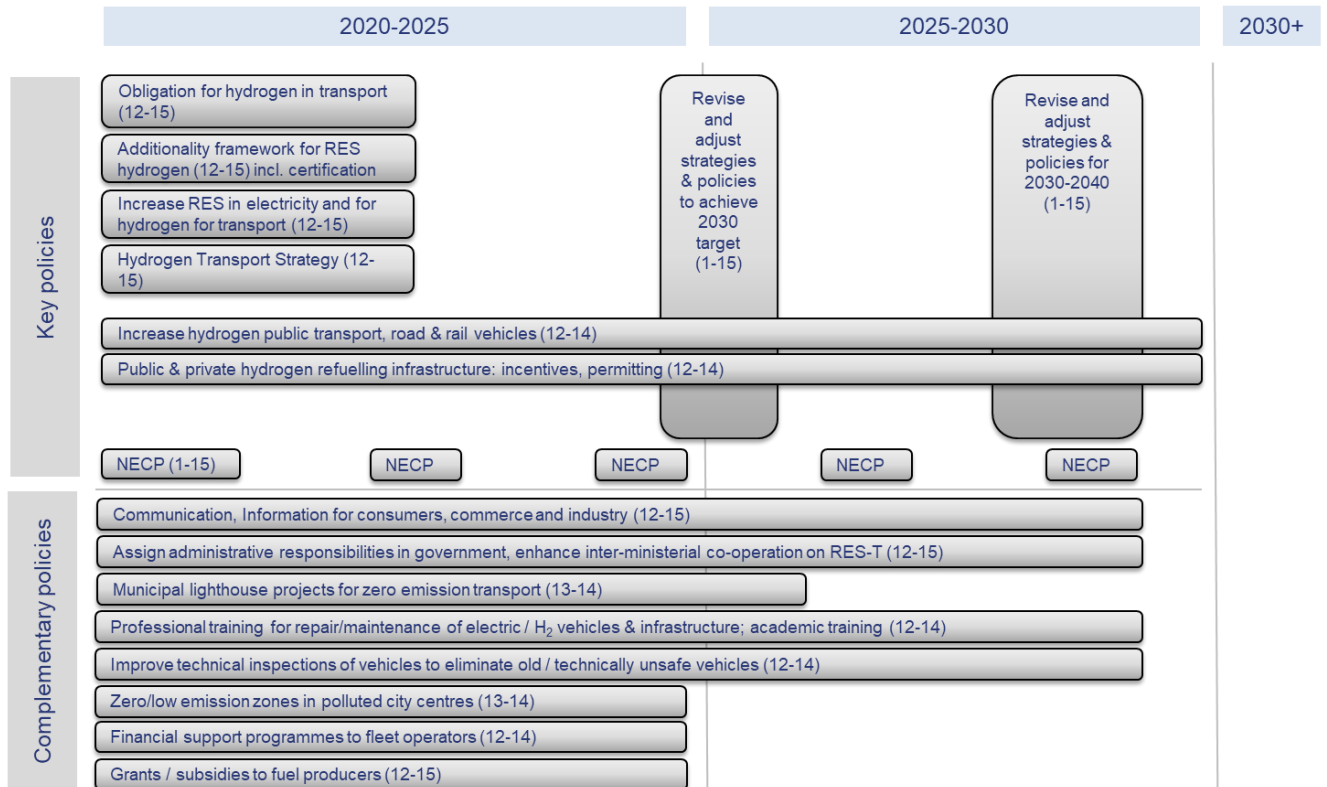 2020-2025
2025-2030
2030+
Key policies
Obligation for hydrogen in transport
(12-15)
Additionality framework for RES
hydrogen (12-15) incl. certification
Increase RES in electricity and for
hydrogen for transport (12-15)
Hydrogen Transport Strategy (12-
15)
Revise
and
adjust
strategies
& policies
to achieve
2030
target
(1-15)
Revise and
adjust
strategies &
policies for
2030-2040
(1-15)
Increase hydrogen public transport, road & rail vehicles (12-14)
Public & private hydrogen refuelling infrastructure: incentives, permitting (12-14)
NECP (1-15)
NECP
NECP
NECP
NECP
Complementary policies
Communication, Information for consumers, commerce and industry (12-15)
Assign administrative responsibilities in government, enhance inter-ministerial co-operation on RES-T (12-15)
Municipal lighthouse projects for zero emission transport (13-14)
Professional training for repair/maintenance of electric / H₂ vehicles & infrastructure; academic training (12-14)
Improve technical inspections of vehicles to eliminate old / technically unsafe vehicles (12-14)
Zero/low emission zones in polluted city centres (13-14)
Financial support programmes to fleet operators (12-14)
Grants / subsidies to fuel producers (12-15)